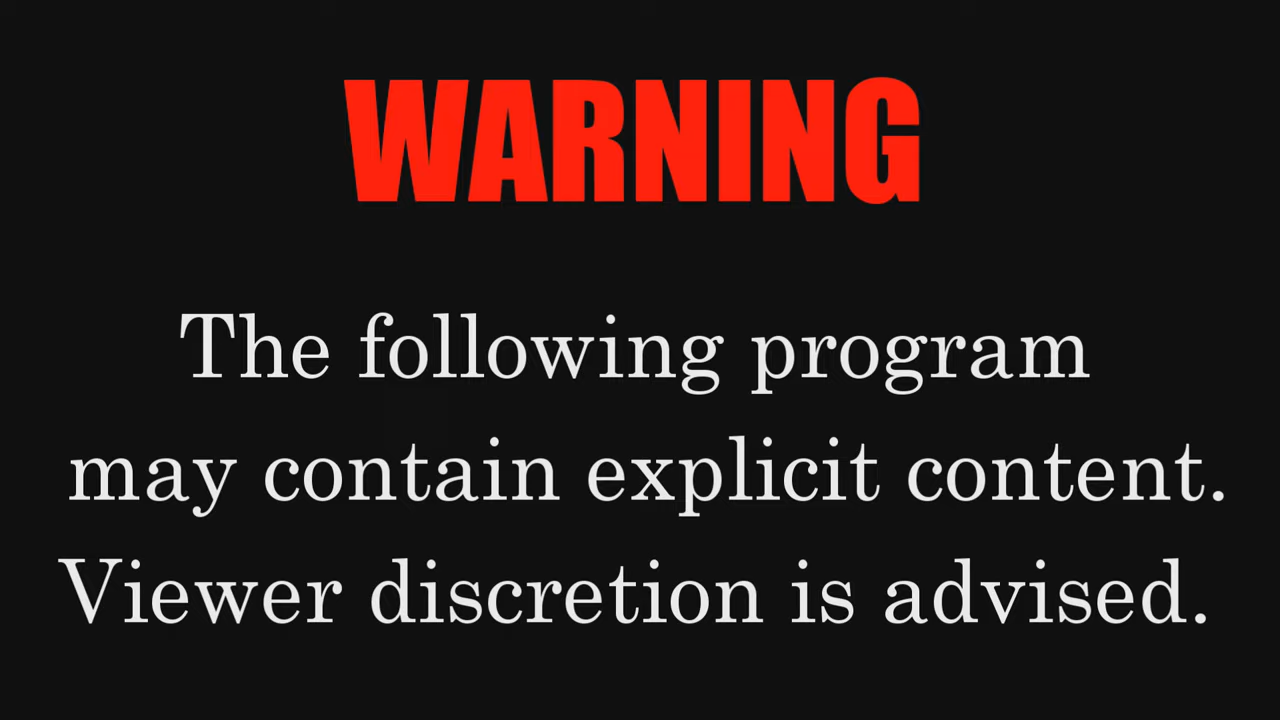 WARNING
The following program
may contain explicit content.
Viewer discretion is advised.